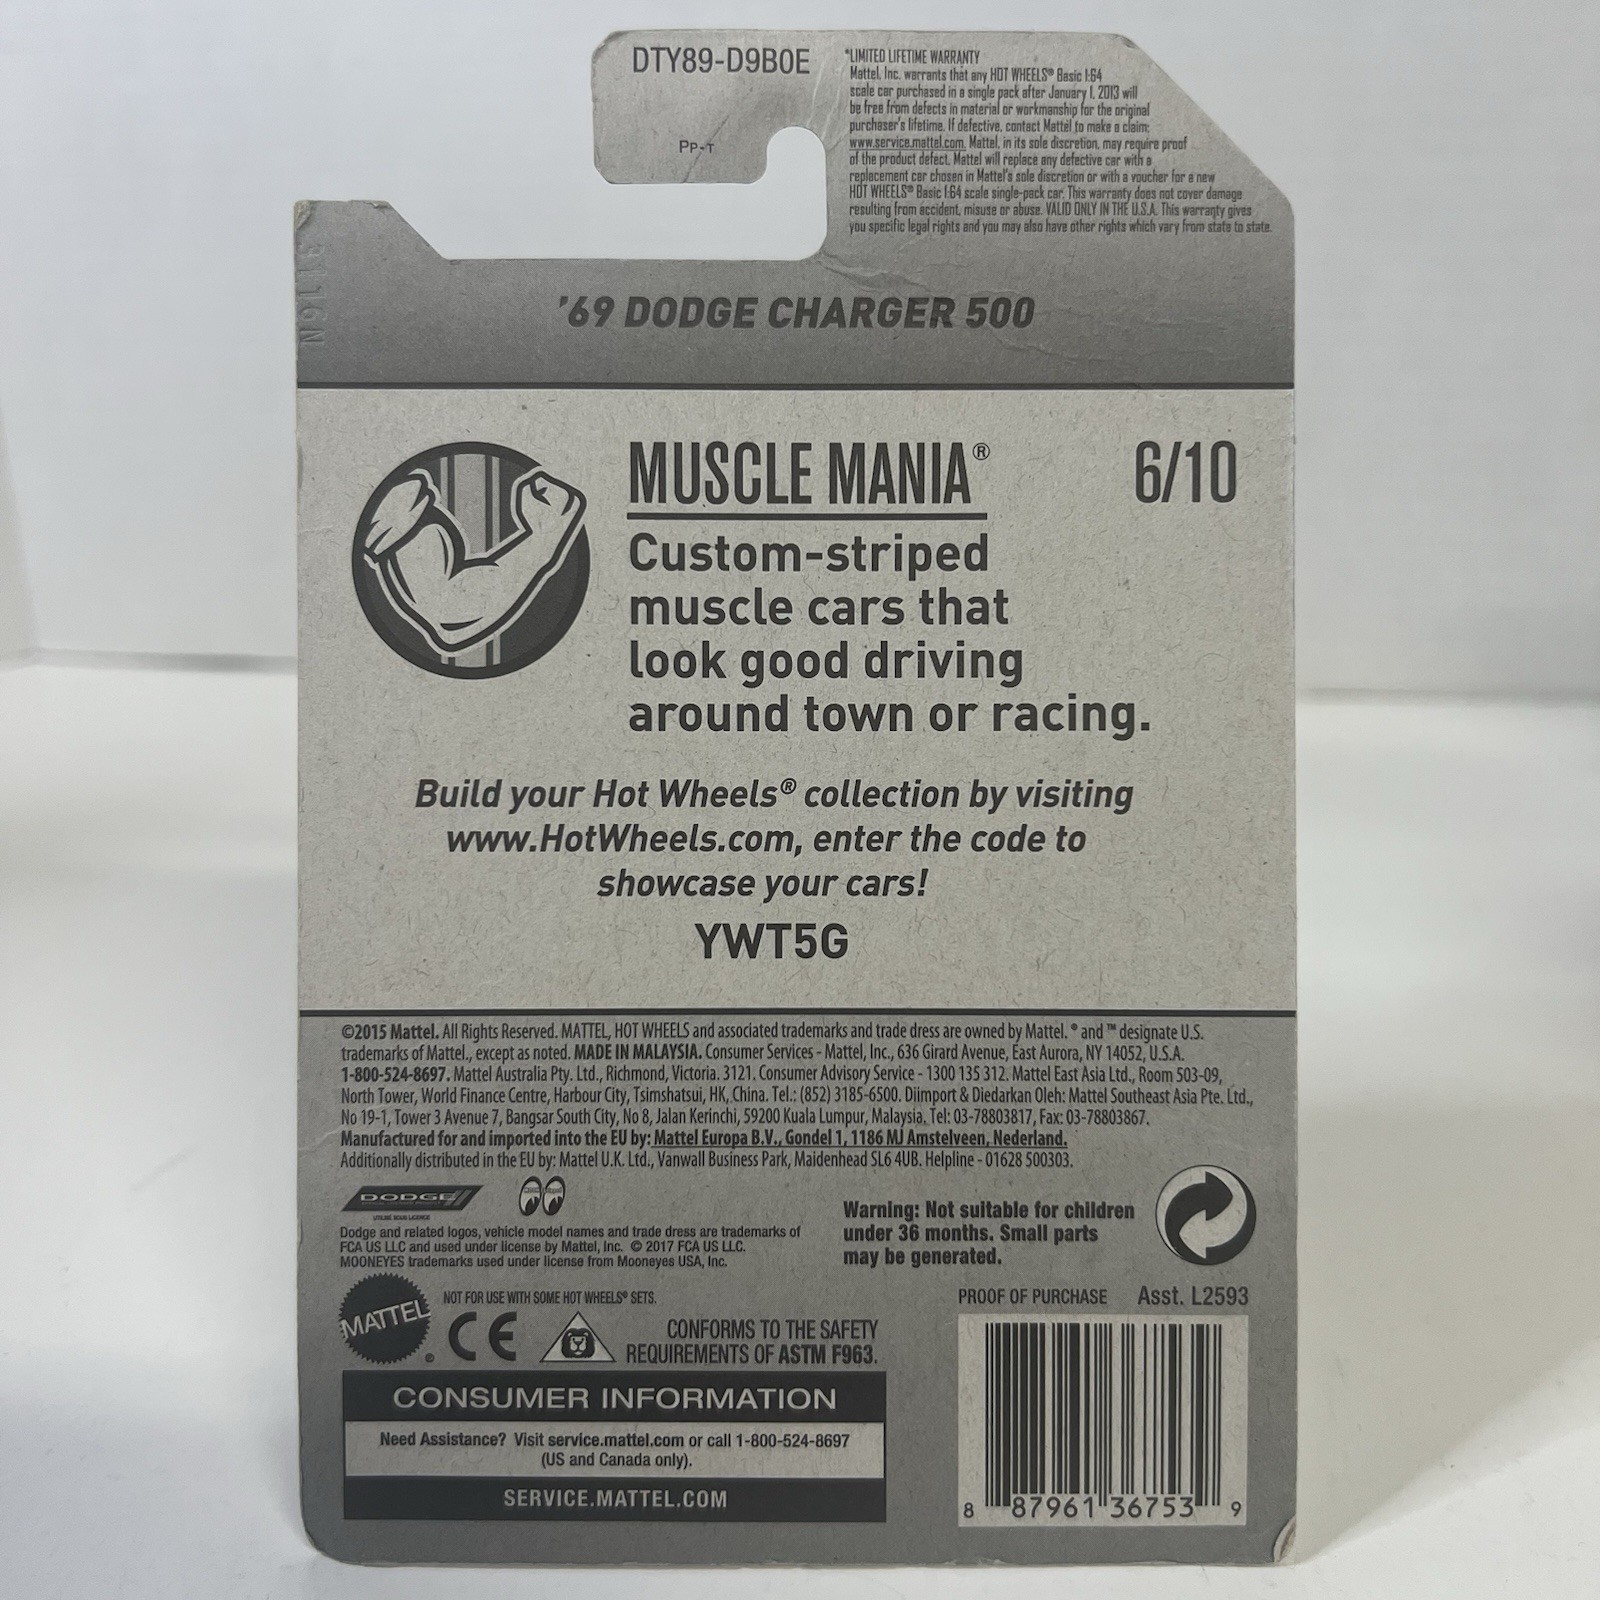 DTY89-D9B0E
PP-T
*LIMITED LIFETIME WARRANTY
Mattel, Inc. warrants that any HOT WHEELS® Basic 1:64
scale car purchased in a single pack after January 1, 2013 will
be free from defects in material or workmanship for the original
purchaser's lifetime. If defective, contact Mattel to make a claim;
www.service.mattel.com. Mattel, in its sole discretion, may require proof
of the product defect. Mattel will replace any defective car with a
replacement car chosen in Mattel's sole discretion or with a voucher for a new
HOT WHEELS® Basic 1:64 scale single-pack car. This warranty does not cover damage
resulting from accident, misuse or abuse. VALID ONLY IN THE U.S.A. This warranty gives
you specific legal rights and you may also have other rights which vary from state to state.
'69 DODGE CHARGER 500
MUSCLE MANIA® 6/10
Custom-striped
muscle cars that
look good driving
around town or racing.
Build your Hot Wheels® collection by visiting
www.HotWheels.com, enter the code to
showcase your cars!
YWT5G
©2015 Mattel. All Rights Reserved. MATTEL, HOT WHEELS and associated trademarks and trade dress are owned by Mattel. ® and ™ designate U.S.
trademarks of Mattel., except as noted. MADE IN MALAYSIA. Consumer Services - Mattel, Inc., 636 Girard Avenue, East Aurora, NY 14052, U.S.A.
1-800-524-8697. Mattel Australia Pty. Ltd., Richmond, Victoria. 3121. Consumer Advisory Service - 1300 135 312. Mattel East Asia Ltd., Room 503-09,
North Tower, World Finance Centre, Harbour City, Tsimshatsui, HK, China. Tel.: (852) 3185-6500. Diimport & Diedarkan Oleh: Mattel Southeast Asia Pte. Ltd.,
No 19-1, Tower 3 Avenue 7, Bangsar South City, No 8, Jalan Kerinchi, 59200 Kuala Lumpur, Malaysia. Tel: 03-78803817, Fax: 03-78803867.
Manufactured for and imported into the EU by: Mattel Europa B.V., Gondel 1, 1186 MJ Amstelveen, Nederland.
Additionally distributed in the EU by: Mattel U.K. Ltd., Vanwall Business Park, Maidenhead SL6 4UB. Helpline - 01628 500303.
DODGE
UTILISÉ SOUS LICENCE
Dodge and related logos, vehicle model names and trade dress are trademarks of
FCA US LLC and used under license by Mattel, Inc. © 2017 FCA US LLC.
MOONEYES trademarks used under license from Mooneyes USA, Inc.
Warning: Not suitable for children
under 36 months. Small parts
may be generated.
MATTEL®
NOT FOR USE WITH SOME HOT WHEELS® SETS.
CE
CONFORMS TO THE SAFETY
REQUIREMENTS OF ASTM F963.
PROOF OF PURCHASE Asst. L2593
CONSUMER INFORMATION
Need Assistance? Visit service.mattel.com or call 1-800-524-8697
(US and Canada only).
SERVICE.MATTEL.COM
8 87961 36753 9